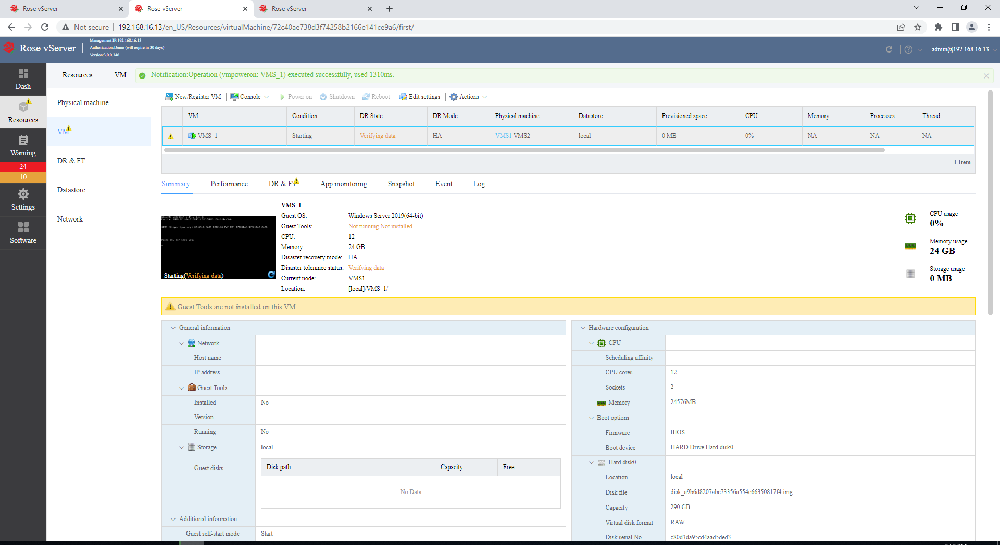 Rose vServer
Rose vServer
Rose vServer
Not secure
192.168.16.13/en_US/Resources/virtualMachine/72c40ae738d3f74258b2166e141ce9a6/first/
Rose vServer
Management IP:192.168.16.13
Authorization:Demo (will expire in 30 days)
Version:3.0.0.346
admin@192.168.16.13
Dash
Resources
Warning
24
10
Settings
Software
Resources
VM
Notification:Operation (vmpoweron: VMS_1) executed successfully, used 1310ms.
Physical machine
VM
DR & FT
Datastore
Network
New/Register VM
Console
Power on
Shutdown
Reboot
Edit settings
Actions
VM Condition DR State DR Mode Physical machine Datastore Previsioned space CPU Memory Processes Thread
VMS_1 Starting Verifying data HA VMS1 VMS2 local 0 MB 0% NA NA NA
1 Item
Summary Performance DR & FT App monitoring Snapshot Event Log
Press ESC for boot menu.
Starting(Verifying data)
VMS_1
Guest OS: Windows Server 2019(64-bit)
Guest Tools: Not running,Not installed
CPU: 12
Memory: 24 GB
Disaster recovery mode: HA
Disaster tolerance status: Verifying data
Current node: VMS1
Location: [local]/VMS_1/
CPU usage
0%
Memory usage
24 GB
Storage usage
0 MB
Guest Tools are not installed on this VM
General information
Network
Host name
IP address
Guest Tools
Installed No
Version
Running No
Storage local
Guest disks
Disk path Capacity Free
No Data
Additional information
Guest self-start mode Start
Hardware configuration
CPU
Scheduling affinity
CPU cores 12
Sockets 2
Memory 24576MB
Boot options
Firmware BIOS
Boot device HARD Drive Hard disk0
Hard disk0
Location local
Disk file disk_a9b6d8207abc73356a554e66350817f4.img
Capacity 290 GB
Virtual disk format RAW
Disk serial No. c80d3da95cd4aad5ded3